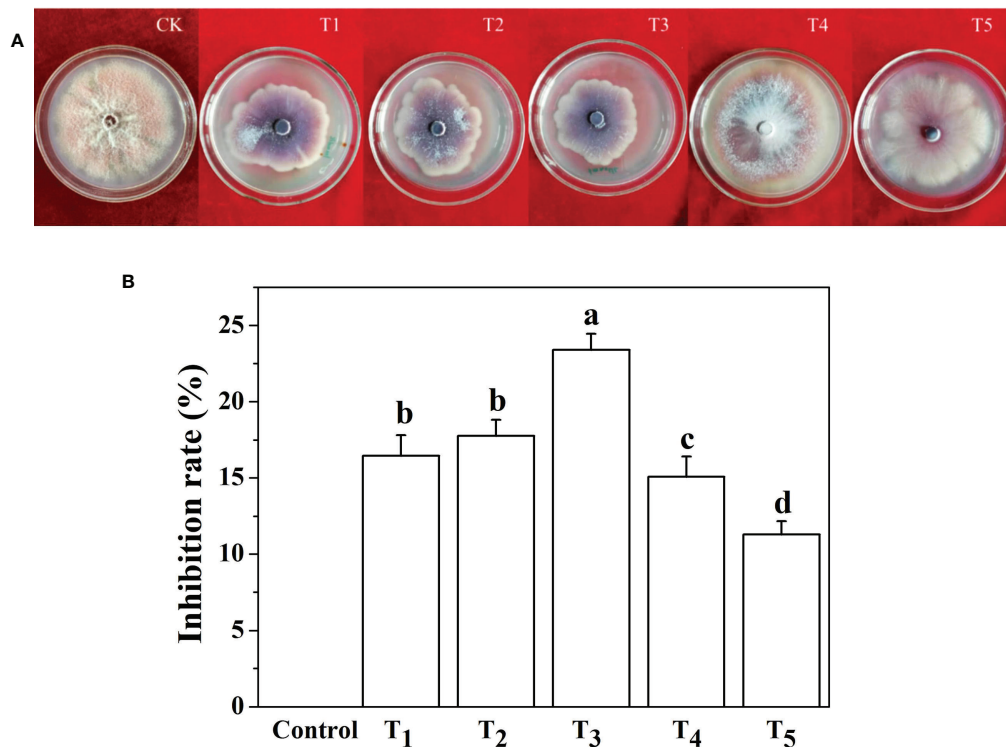 A
CK T1 T2 T3 T4 T5
B
Inhibition rate (%)
25
20
15
10
5
0
a
b b
c
d
Control T₁ T₂ T₃ T₄ T₅